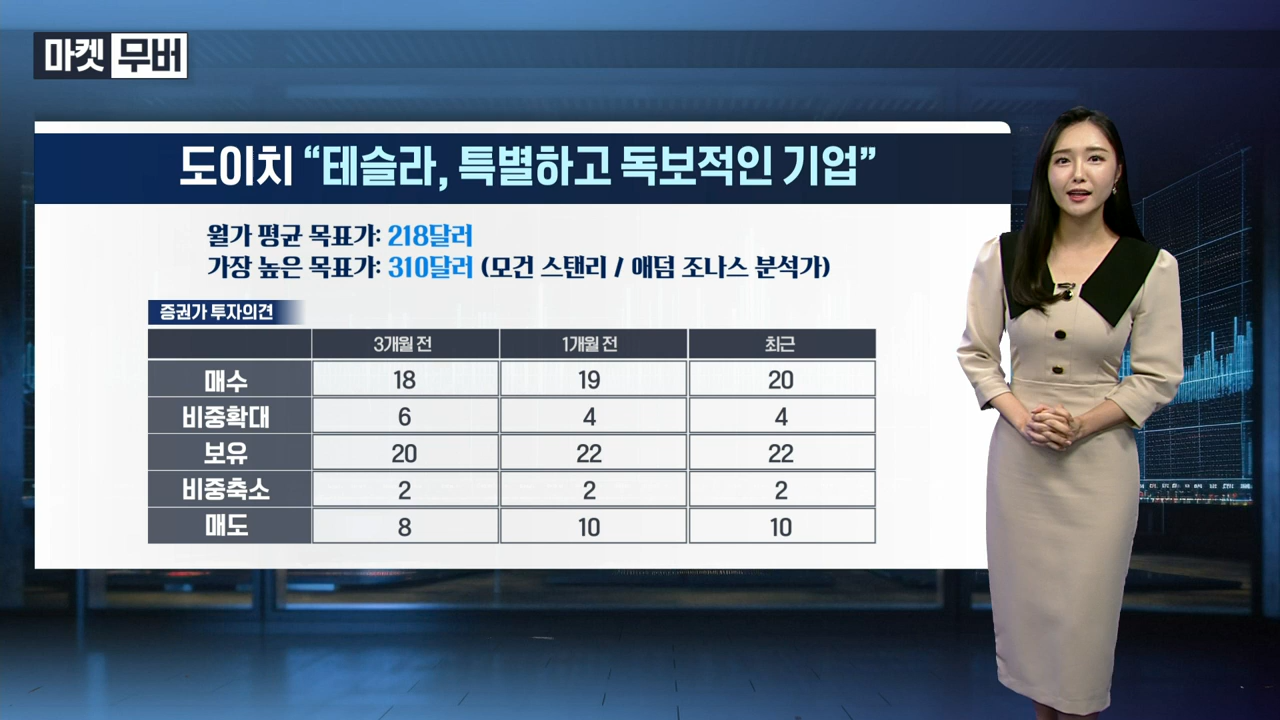 마켓 무버
도이치 “테슬라, 특별하고 독보적인 기업”
월가 평균 목표가: 218달러
가장 높은 목표가: 310달러 (모건 스탠리 / 애덤 조나스 분석가)
증권가 투자의견
3개월 전 1개월 전 최근
매수 18 19 20
비중확대 6 4 4
보유 20 22 22
비중축소 2 2 2
매도 8 10 10